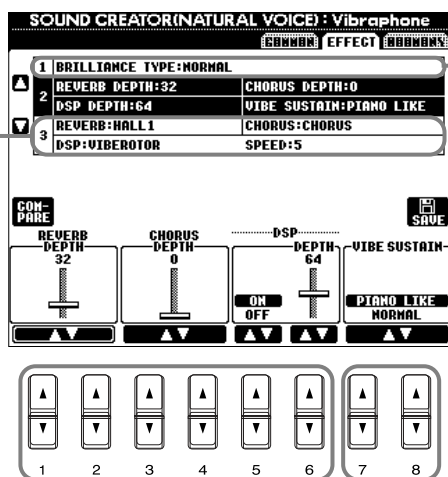 SOUND CREATOR(NATURAL VOICE) : Vibraphone
COMMON EFFECT HARMONY
1 BRILLIANCE TYPE:NORMAL
2 REVERB DEPTH:32 CHORUS DEPTH:0
DSP DEPTH:64 VIBE SUSTAIN:PIANO LIKE
3 REVERB:HALL1 CHORUS:CHORUS
DSP:VIBEROTOR SPEED:5
COM-
PARE
SAVE
REVERB DEPTH 32
CHORUS DEPTH 0
DSP DEPTH 64
ON
OFF
VIBE SUSTAIN
PIANO LIKE
NORMAL
1 2 3 4 5 6 7 8